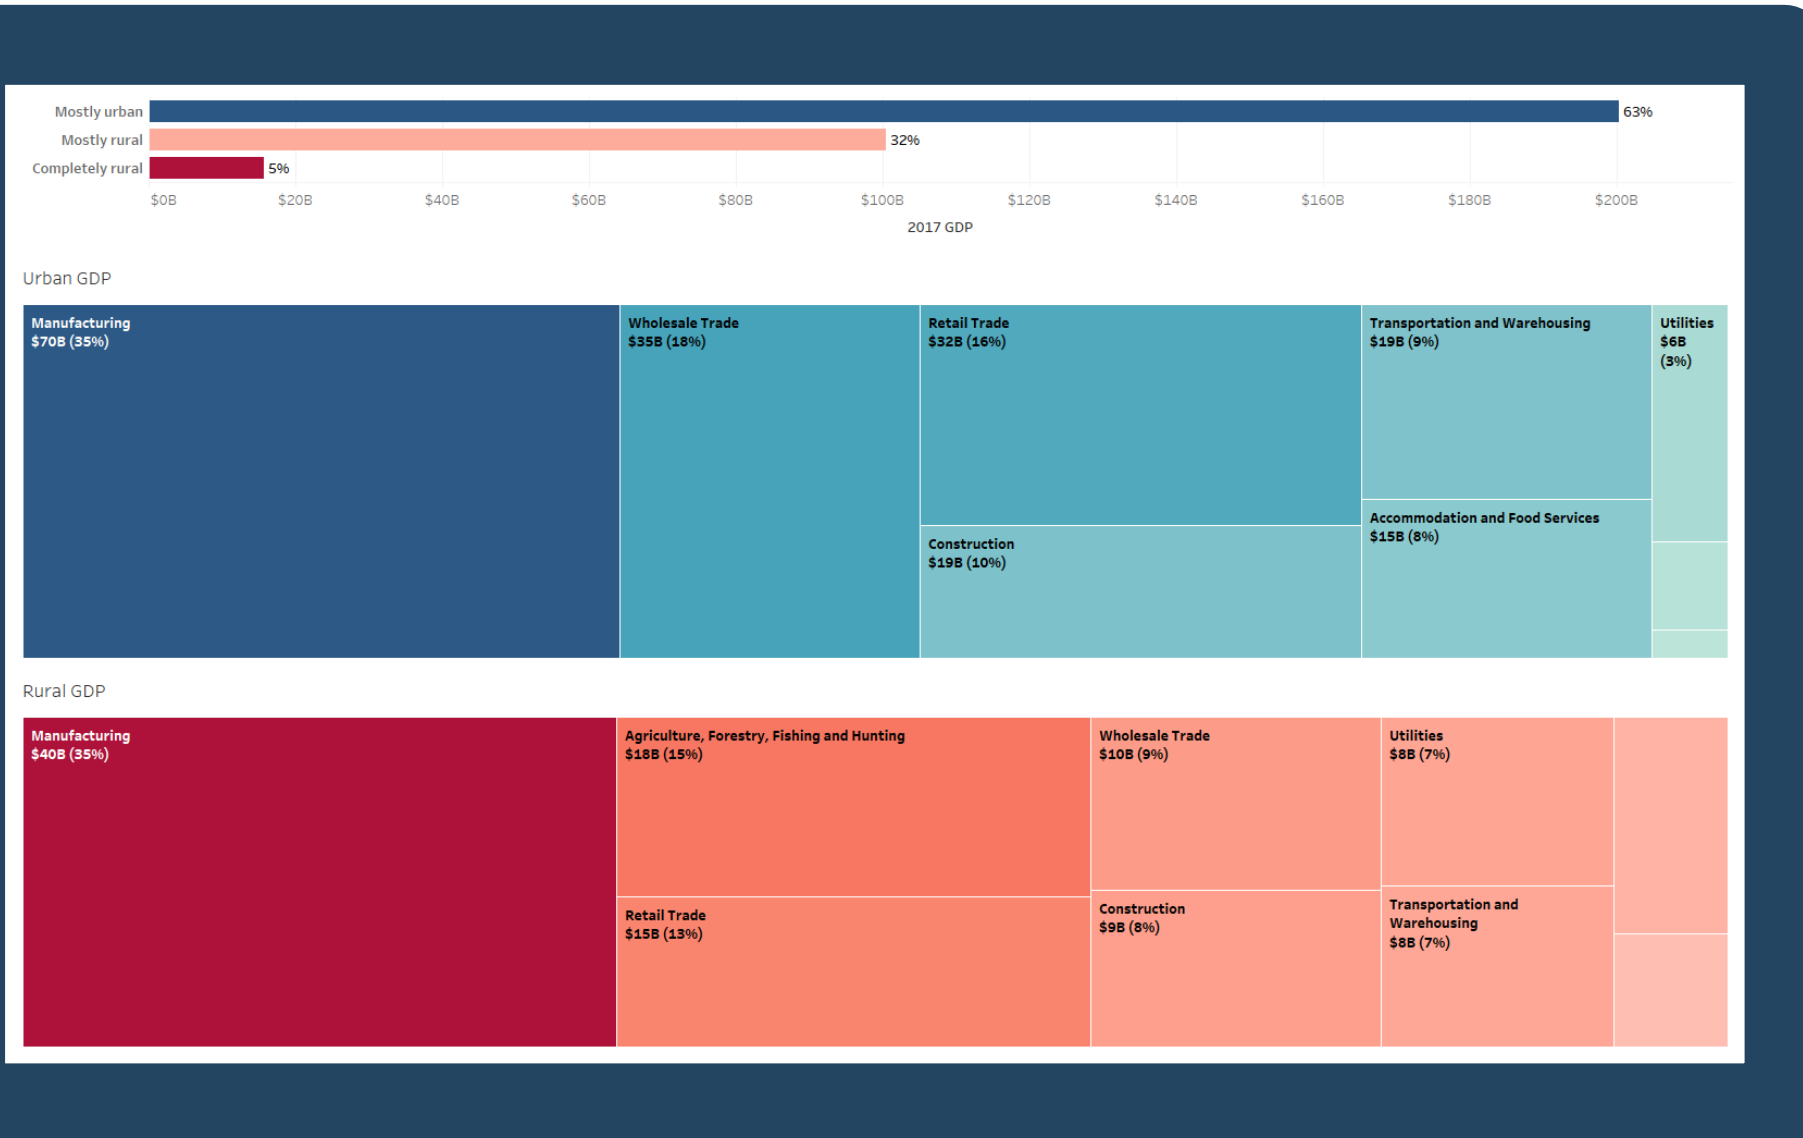 Mostly urban 63%
Mostly rural 32%
Completely rural 5%
$0B $20B $40B $60B $80B $100B $120B $140B $160B $180B $200B
2017 GDP
Urban GDP
Manufacturing
$70B (35%)
Wholesale Trade
$35B (18%)
Retail Trade
$32B (16%)
Construction
$19B (10%)
Transportation and Warehousing
$19B (9%)
Accommodation and Food Services
$15B (8%)
Utilities
$6B
(3%)
Rural GDP
Manufacturing
$40B (35%)
Agriculture, Forestry, Fishing and Hunting
$18B (15%)
Retail Trade
$15B (13%)
Wholesale Trade
$10B (9%)
Construction
$9B (8%)
Utilities
$8B (7%)
Transportation and
Warehousing
$8B (7%)